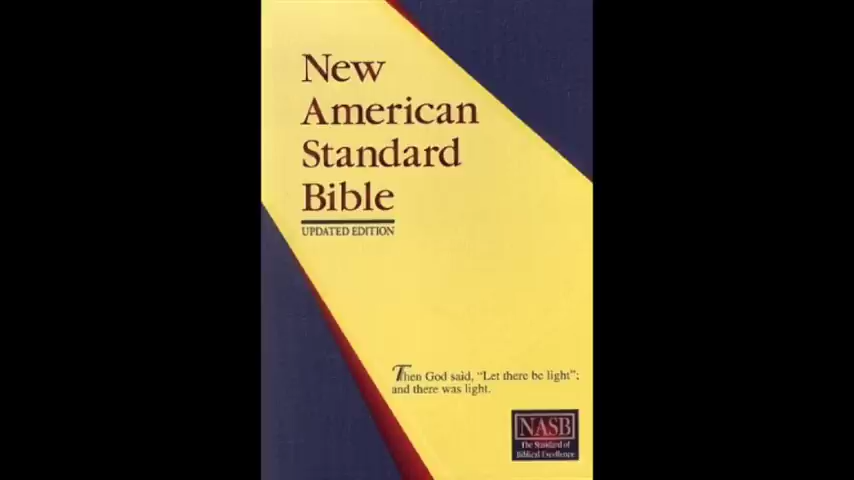 New
American
Standard
Bible
UPDATED EDITION
Then God said, “Let there be light”;
and there was light.
NASB
The Standard of
Biblical Excellence